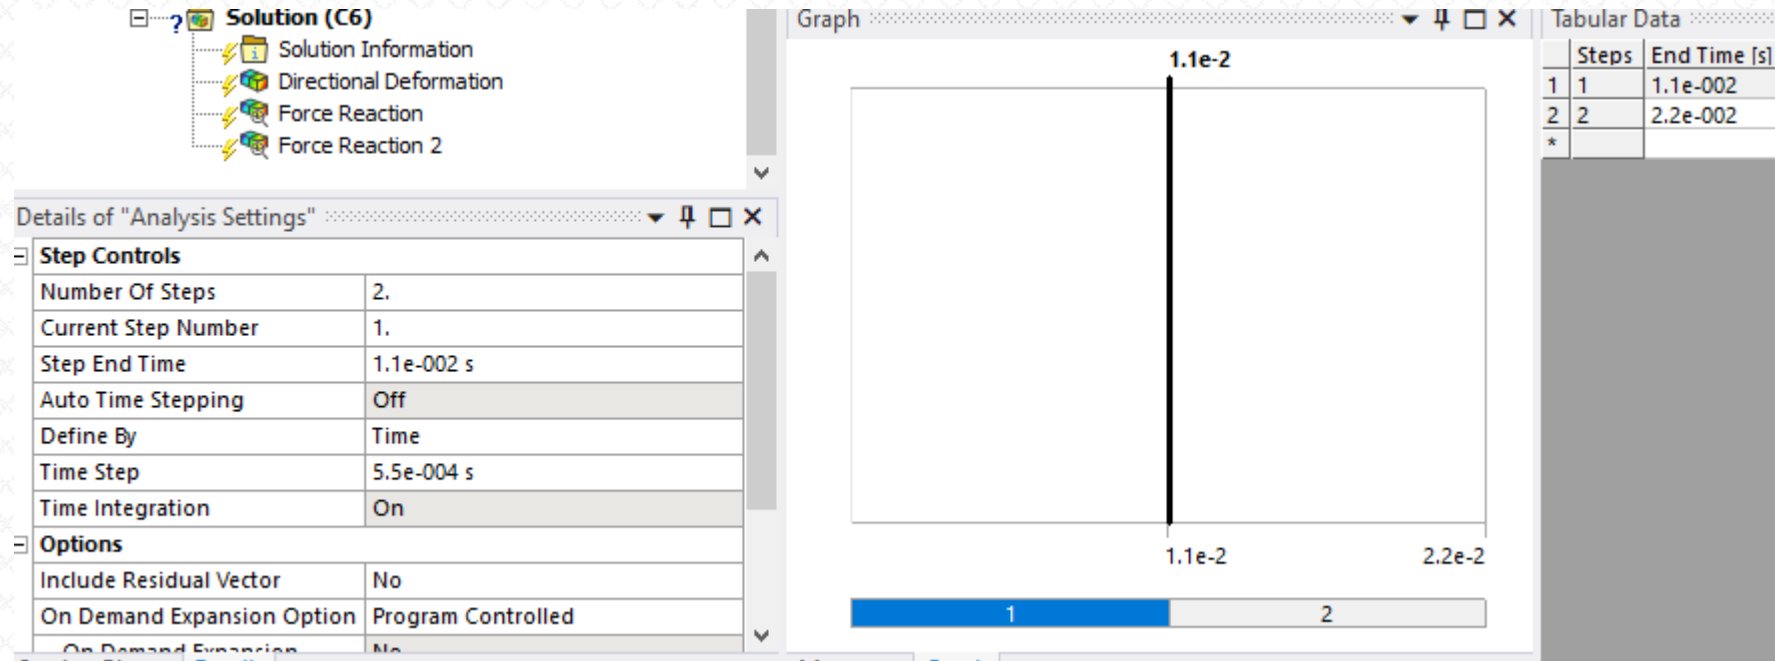 Solution (C6)
Solution Information
Directional Deformation
Force Reaction
Force Reaction 2
Details of "Analysis Settings"
Step Controls
Number Of Steps 2.
Current Step Number 1.
Step End Time 1.1e-002 s
Auto Time Stepping Off
Define By Time
Time Step 5.5e-004 s
Time Integration On
Options
Include Residual Vector No
On Demand Expansion Option Program Controlled
On Demand Expansion No
Graph
1.1e-2
1.1e-2 2.2e-2
1 2
Tabular Data
Steps End Time [s]
1 1 1.1e-002
2 2 2.2e-002
*